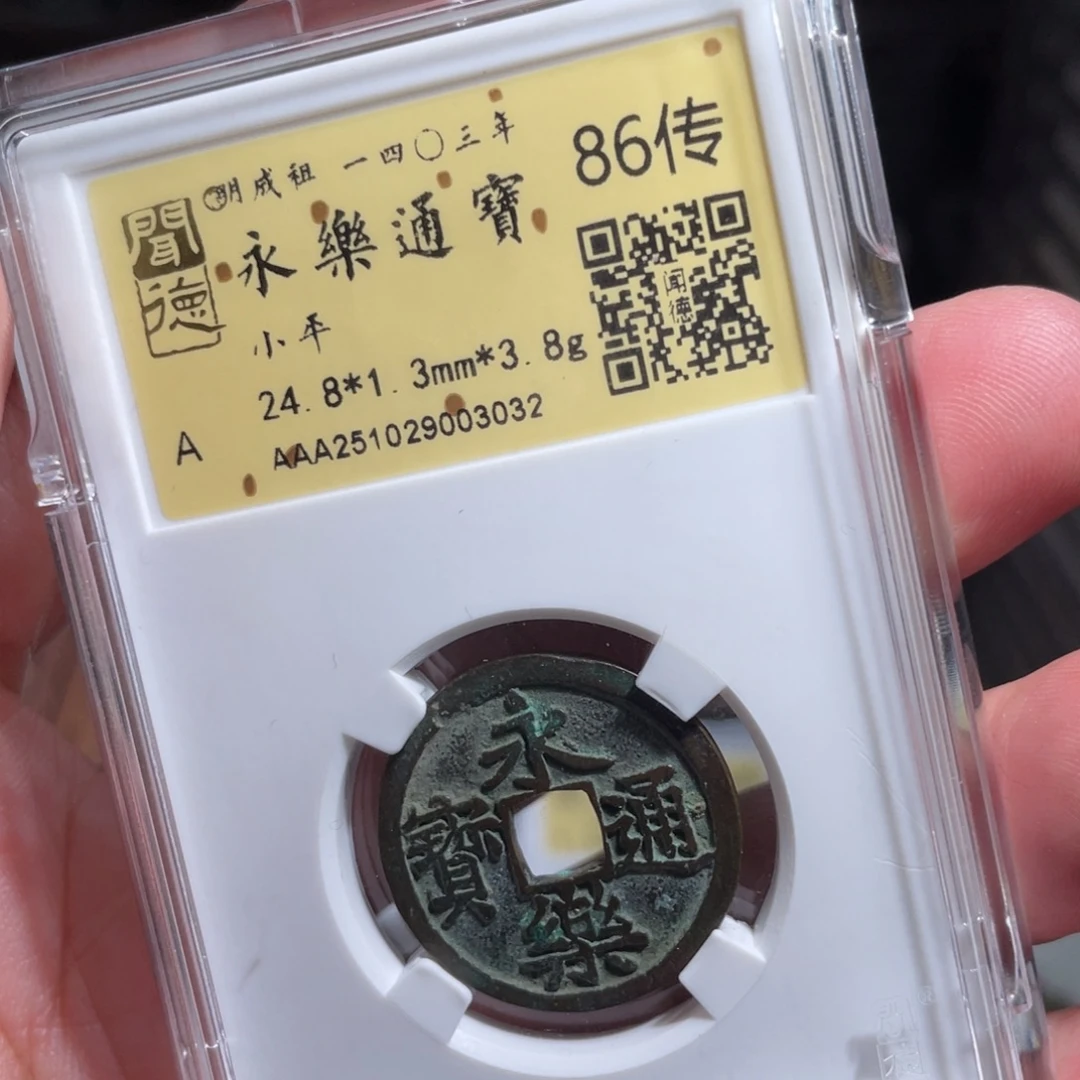 聞德
明成祖 一四〇三年
永樂通寶
小平
24.8*1.3mm*3.8g
A
AAA251029003032
86传
闻德
永樂通寶